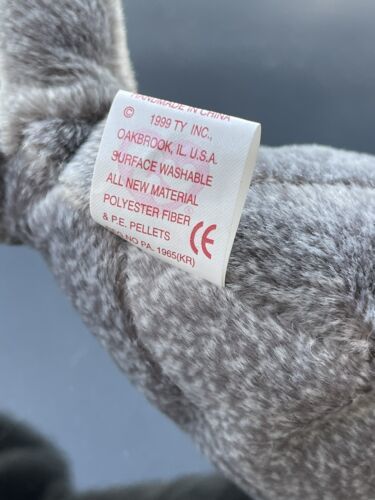 HANDMADE IN CHINA
© 1999 TY INC.,
OAKBROOK, IL. U.S.A.
SURFACE WASHABLE
ALL NEW MATERIAL
POLYESTER FIBER
& P.E. PELLETS
CE
NO PA. 1965(KR)